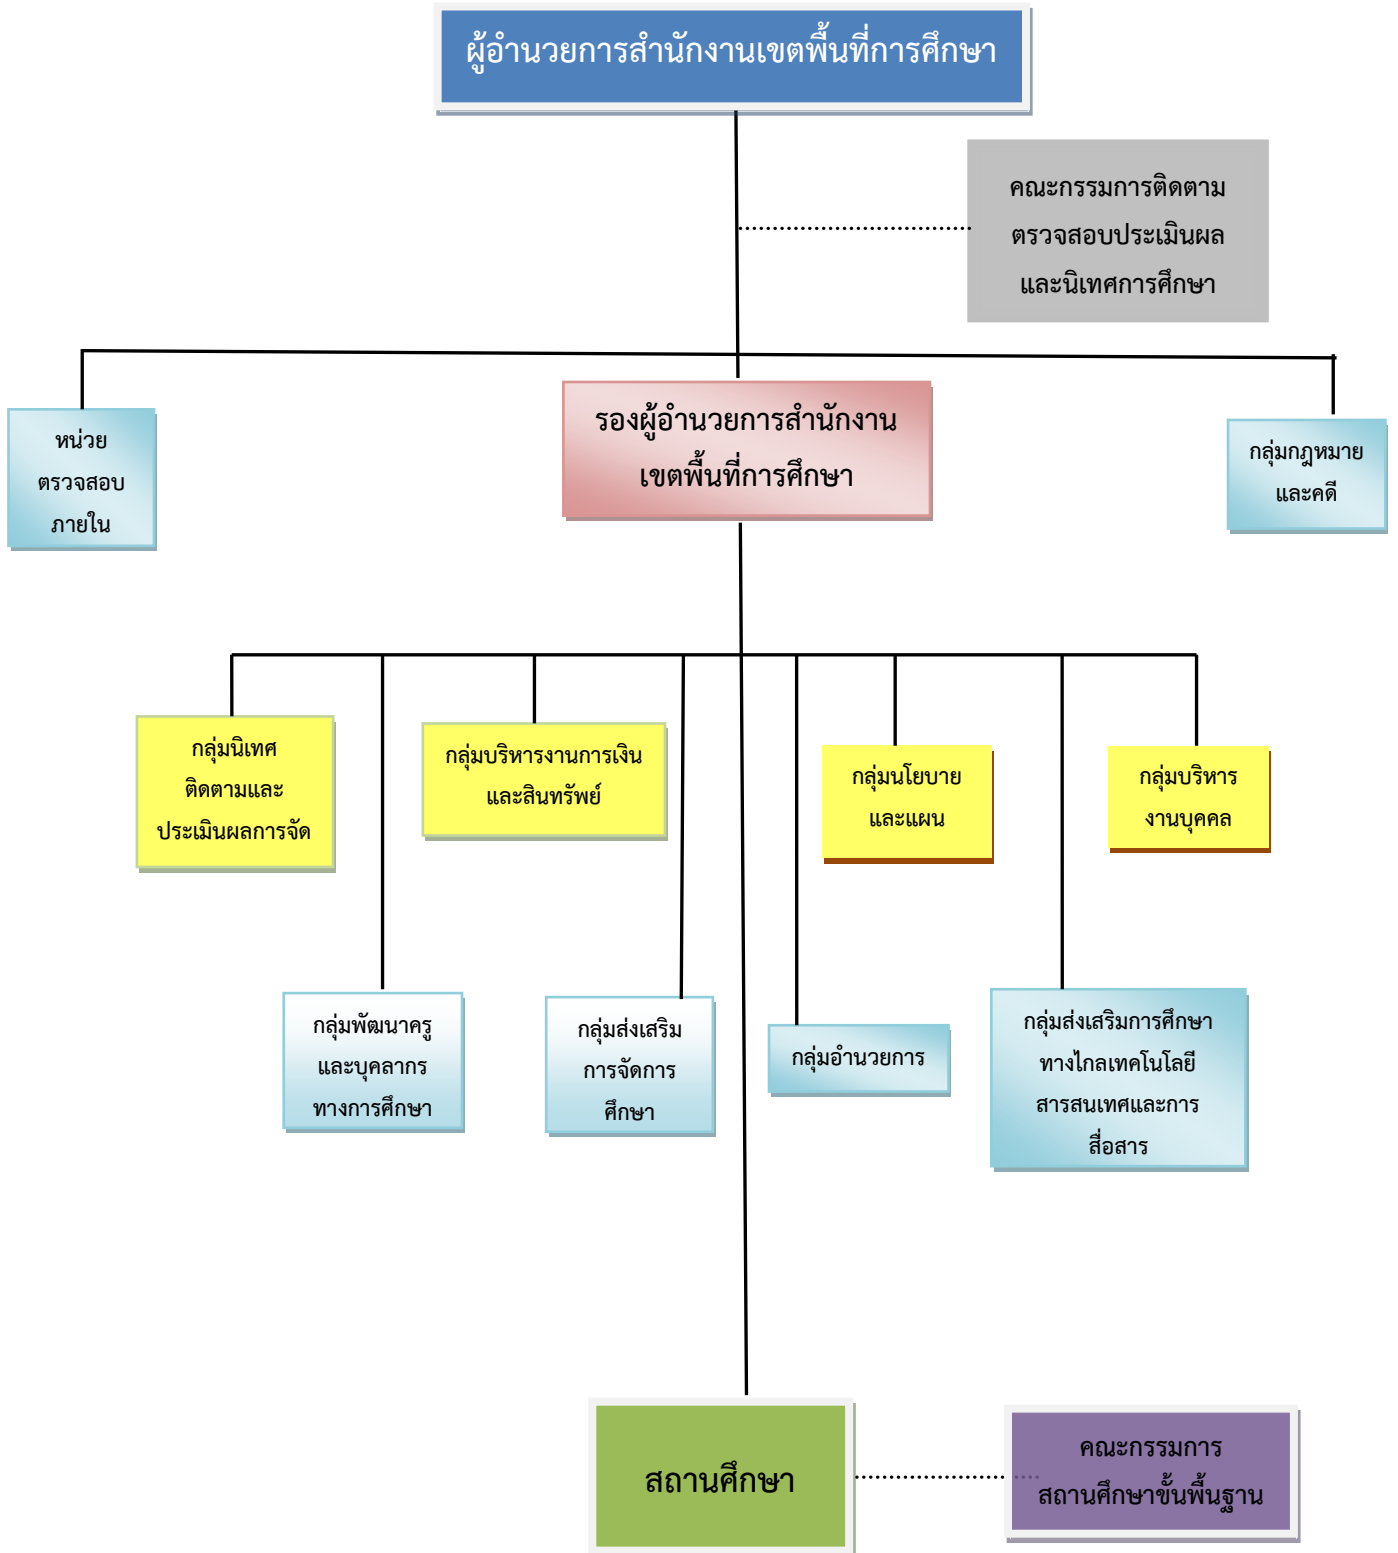 ผู้อำนวยการสำนักงานเขตพื้นที่การศึกษา
คณะกรรมการติดตาม
ตรวจสอบประเมินผล
และนิเทศการศึกษา
หน่วย
ตรวจสอบ
ภายใน
รองผู้อำนวยการสำนักงาน
เขตพื้นที่การศึกษา
กลุ่มกฎหมาย
และคดี
กลุ่มนิเทศ
ติดตามและ
ประเมินผลการจัด
กลุ่มบริหารงานการเงิน
และสินทรัพย์
กลุ่มนโยบาย
และแผน
กลุ่มบริหาร
งานบุคคล
กลุ่มพัฒนาครู
และบุคลากร
ทางการศึกษา
กลุ่มส่งเสริม
การจัดการ
ศึกษา
กลุ่มอำนวยการ
กลุ่มส่งเสริมการศึกษา
ทางไกลเทคโนโลยี
สารสนเทศและการ
สื่อสาร
สถานศึกษา
คณะกรรมการ
สถานศึกษาขั้นพื้นฐาน